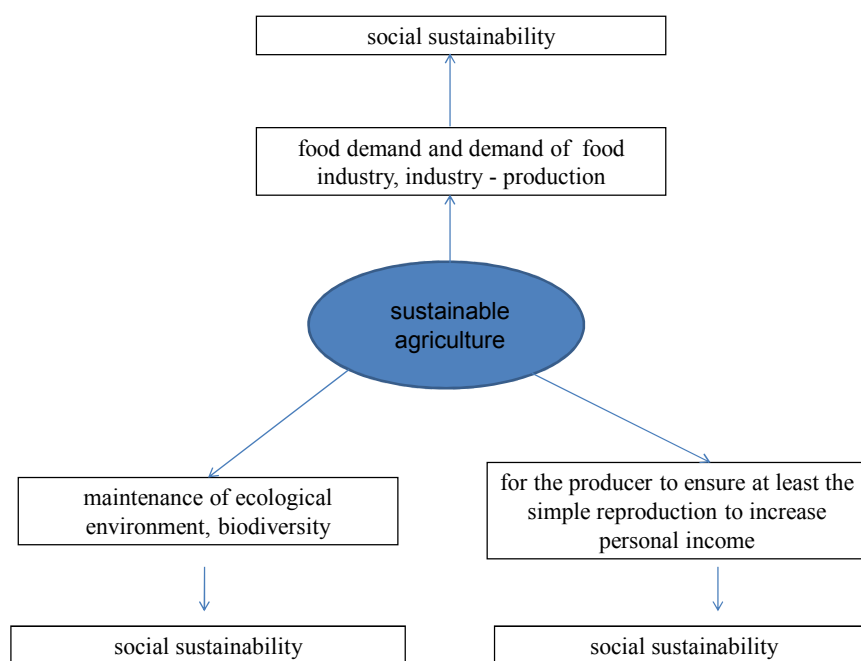 social sustainability
food demand and demand of food
industry, industry - production
sustainable
agriculture
maintenance of ecological
environment, biodiversity
for the producer to ensure at least the
simple reproduction to increase
personal income
social sustainability
social sustainability